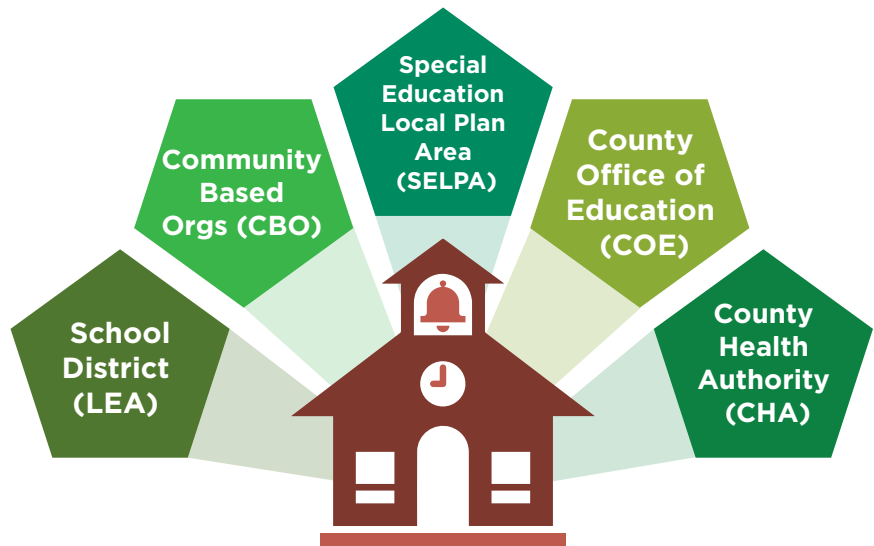 School
District
(LEA)
Community
Based
Orgs (CBO)
Special
Education
Local Plan
Area
(SELPA)
County
Office of
Education
(COE)
County
Health
Authority
(CHA)